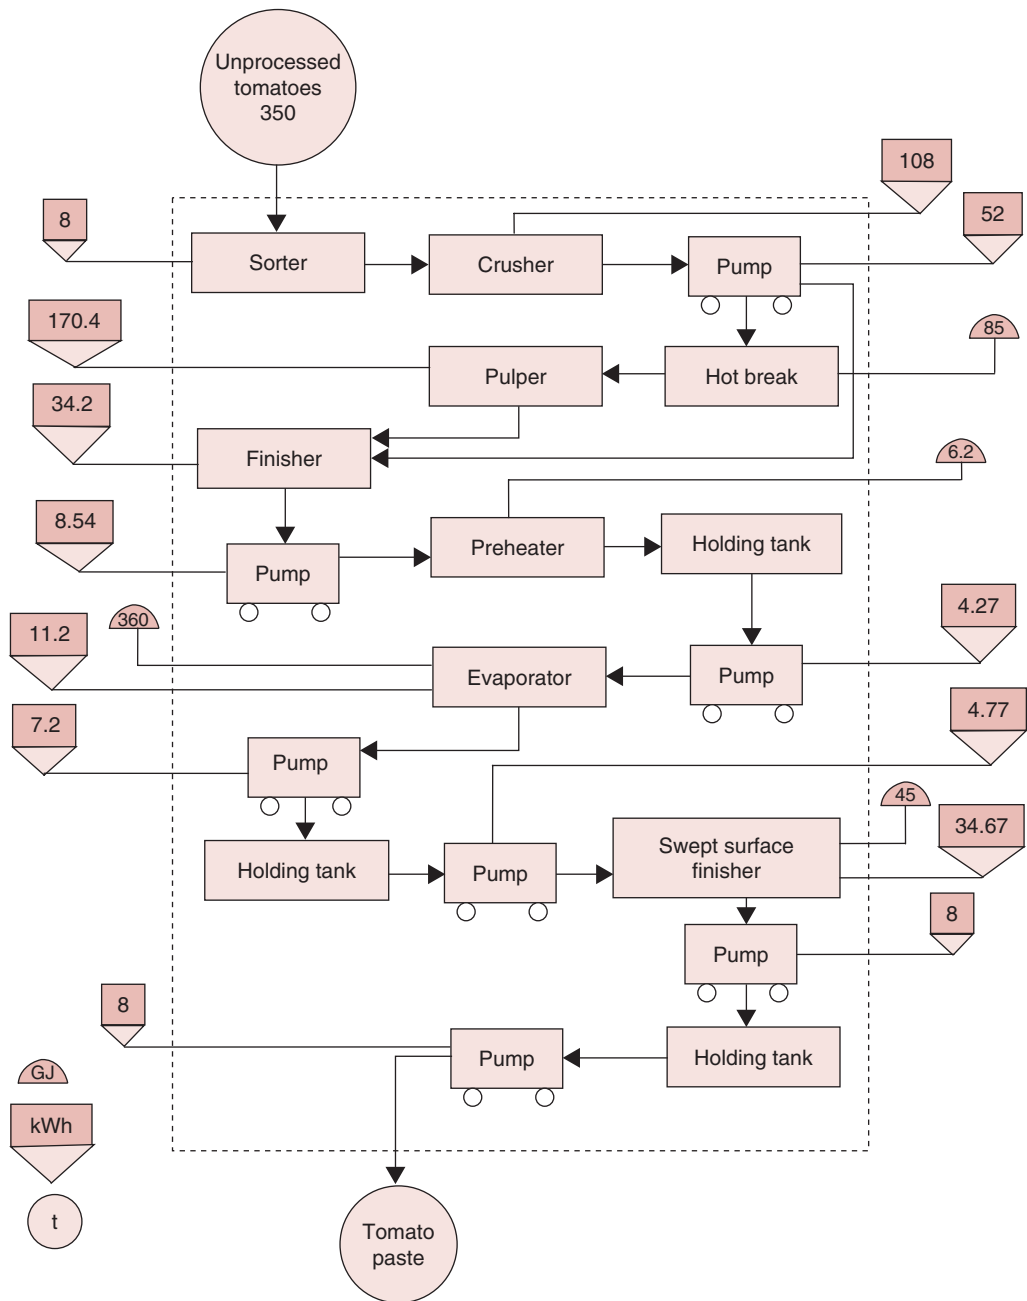 Unprocessed
tomatoes
350
108
8
52
Sorter
Crusher
Pump
170.4
85
Pulper
Hot break
34.2
Finisher
6.2
8.54
Preheater
Holding tank
Pump
360
11.2
4.27
Evaporator
Pump
7.2
4.77
Pump
45
34.67
Swept surface
finisher
Holding tank
Pump
8
Pump
8
Pump
Holding tank
GJ
kWh
t
Tomato
paste